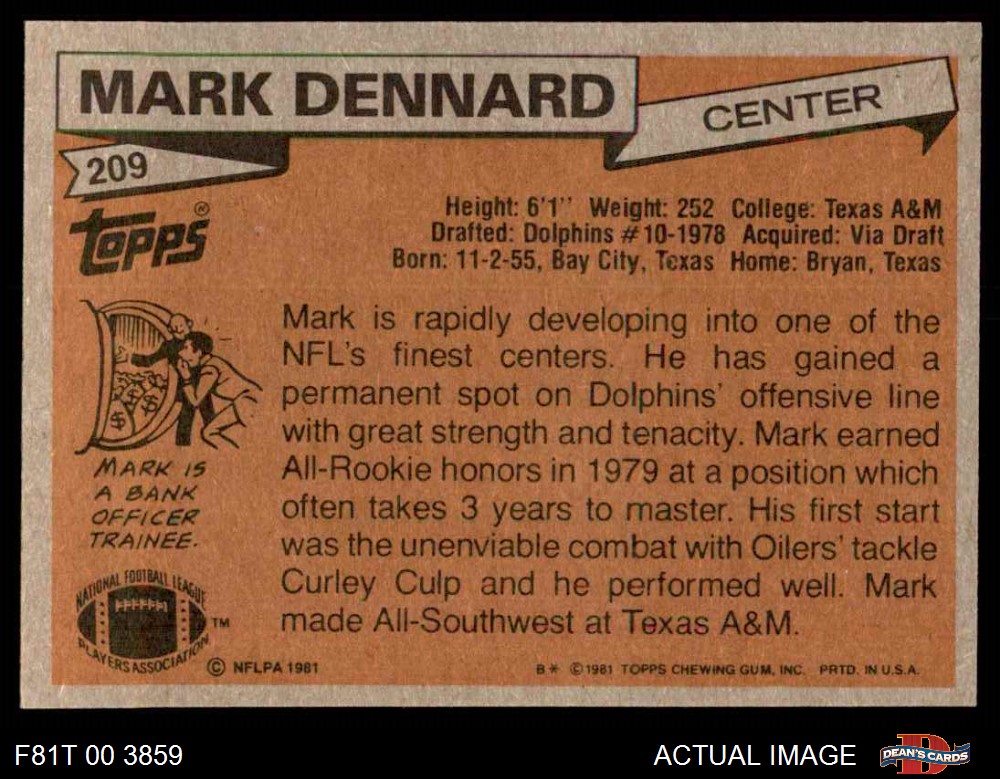 MARK DENNARD
CENTER
209
Topps®
Height: 6'1'' Weight: 252 College: Texas A&M
Drafted: Dolphins #10-1978 Acquired: Via Draft
Born: 11-2-55, Bay City, Texas Home: Bryan, Texas
Mark is rapidly developing into one of the
NFL's finest centers. He has gained a
permanent spot on Dolphins' offensive line
with great strength and tenacity. Mark earned
All-Rookie honors in 1979 at a position which
often takes 3 years to master. His first start
was the unenviable combat with Oilers' tackle
Curley Culp and he performed well. Mark
made All-Southwest at Texas A&M.
$ $ $
MARK IS
A BANK
OFFICER
TRAINEE.
NATIONAL FOOTBALL LEAGUE
PLAYERS ASSOCIATION
TM
© NFLPA 1981
B* © 1981 TOPPS CHEWING GUM, INC. PRTD. IN U.S.A.
F81T 00 3859
ACTUAL IMAGE
DEAN'S CARDS